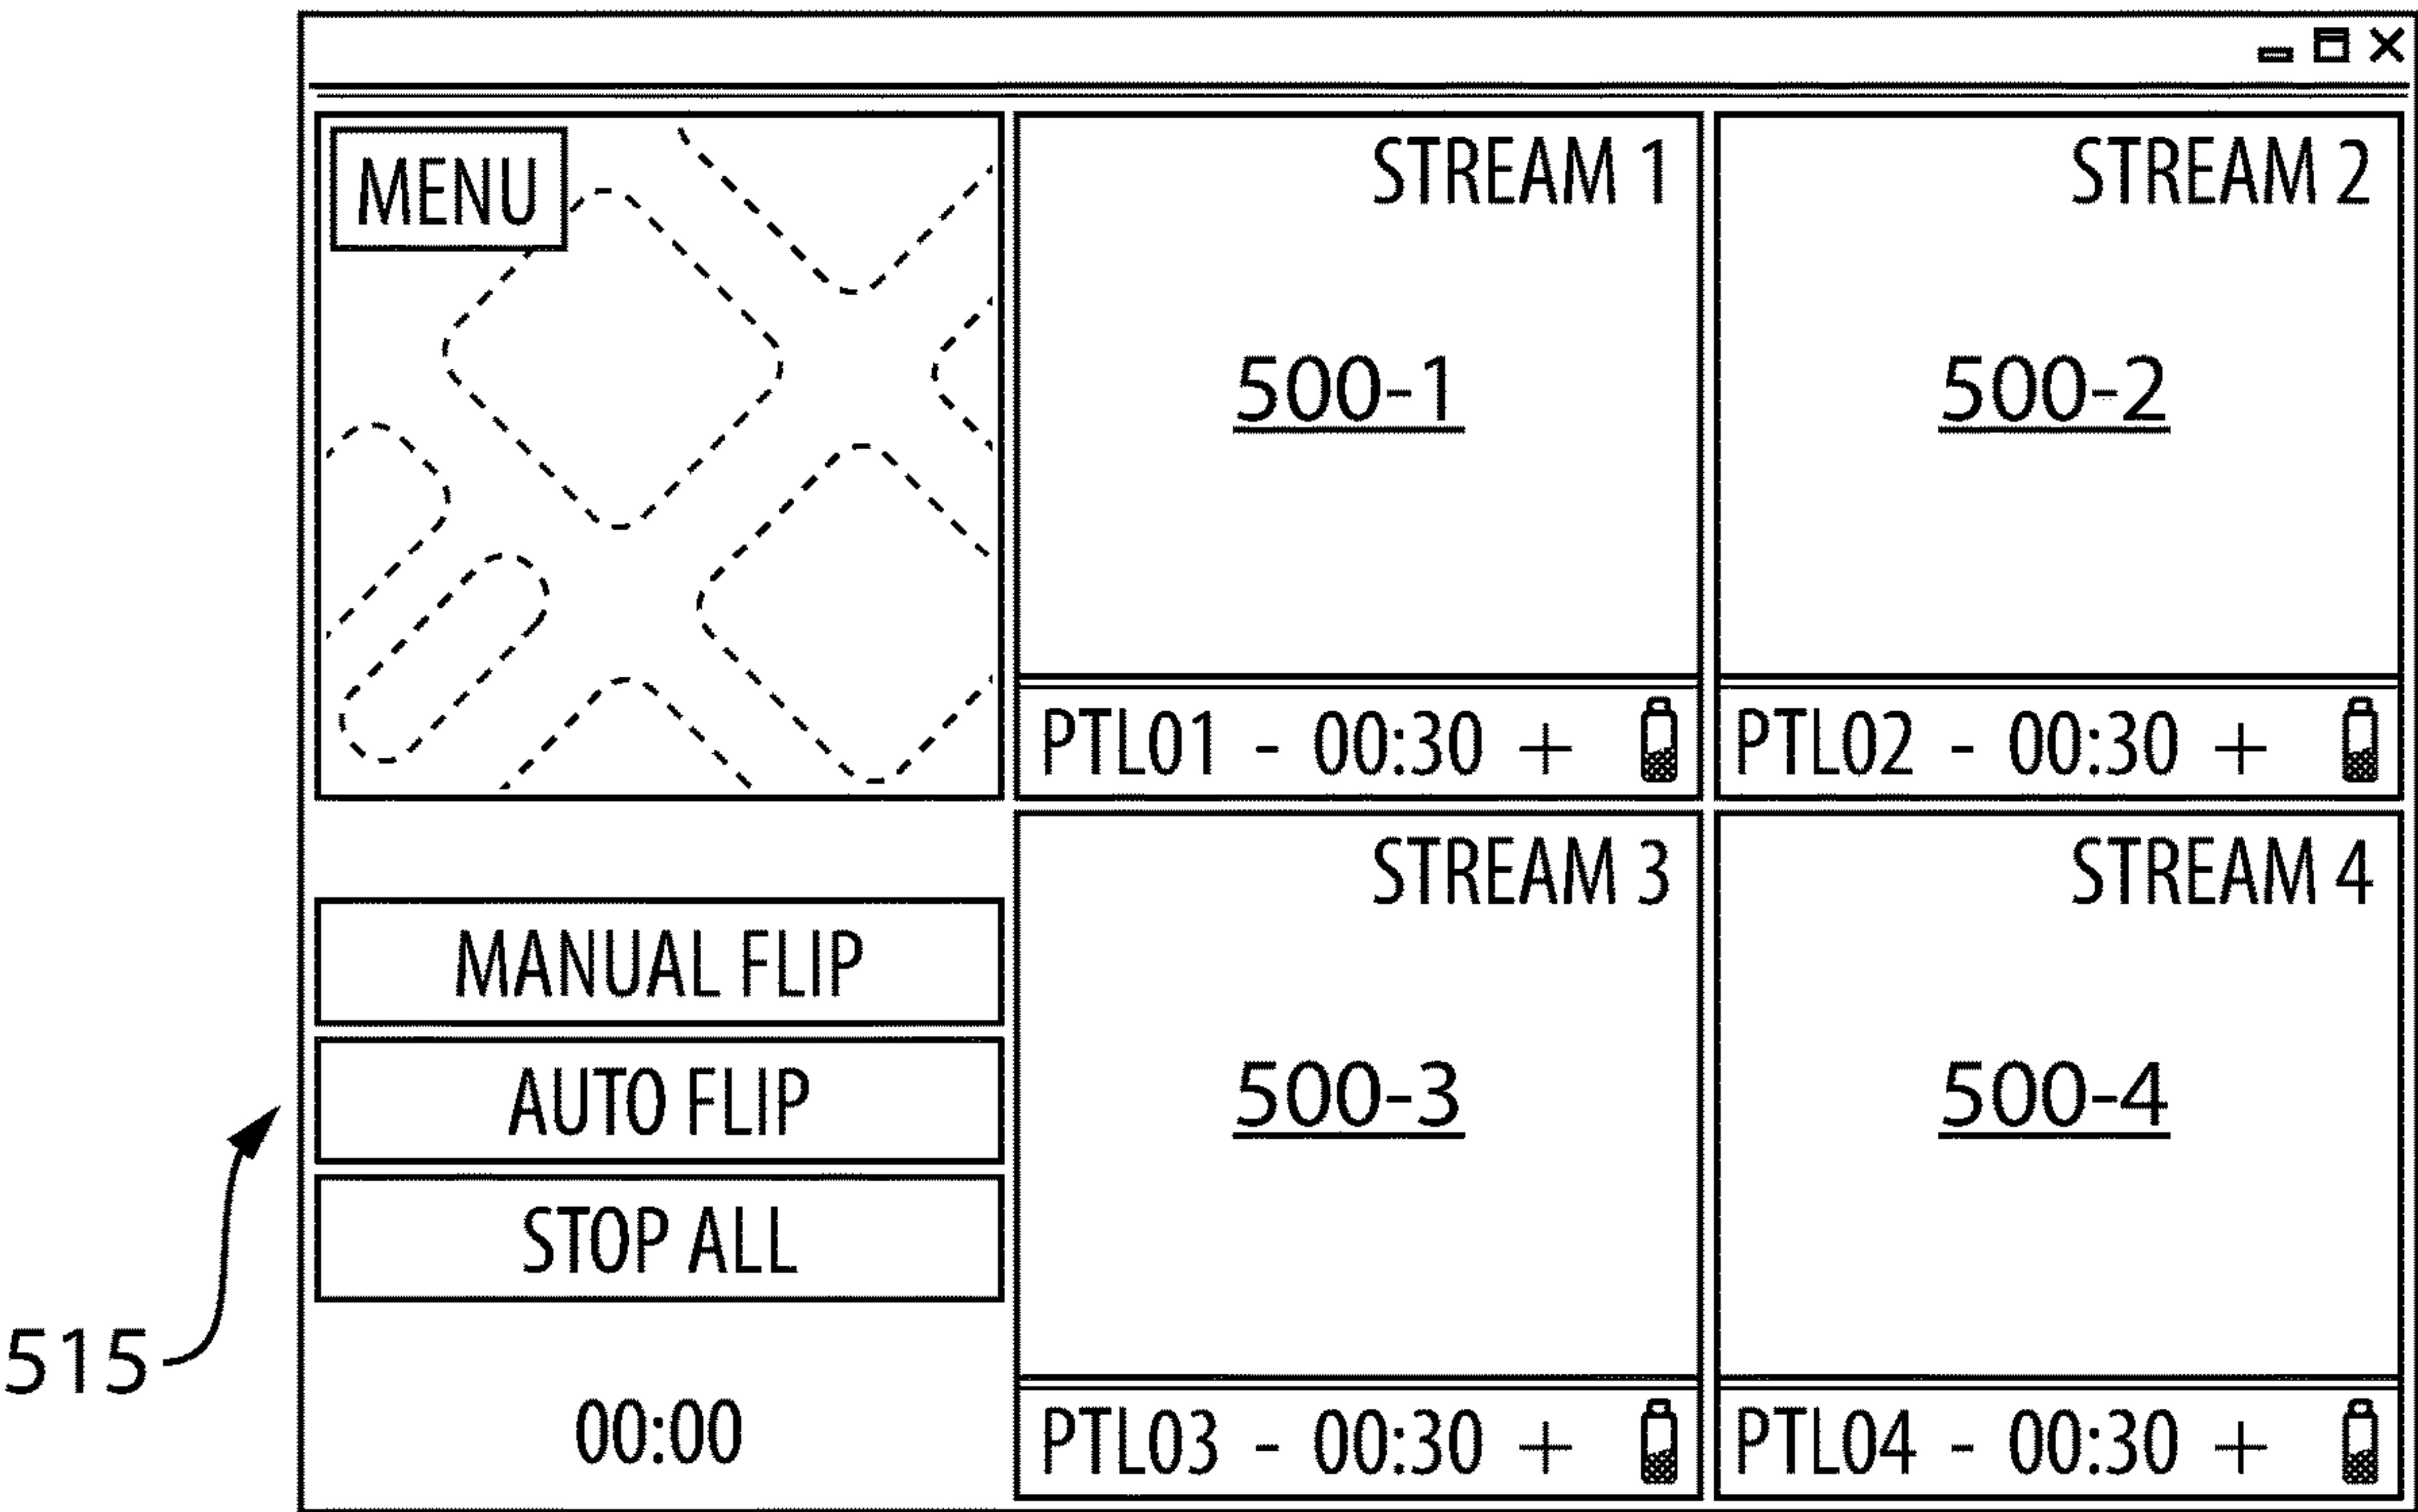 MENU
STREAM 1
500-1
PTL01 - 00:30 +
STREAM 2
500-2
PTL02 - 00:30 +
MANUAL FLIP
AUTO FLIP
STOP ALL
00:00
STREAM 3
500-3
PTL03 - 00:30 +
STREAM 4
500-4
PTL04 - 00:30 +
515